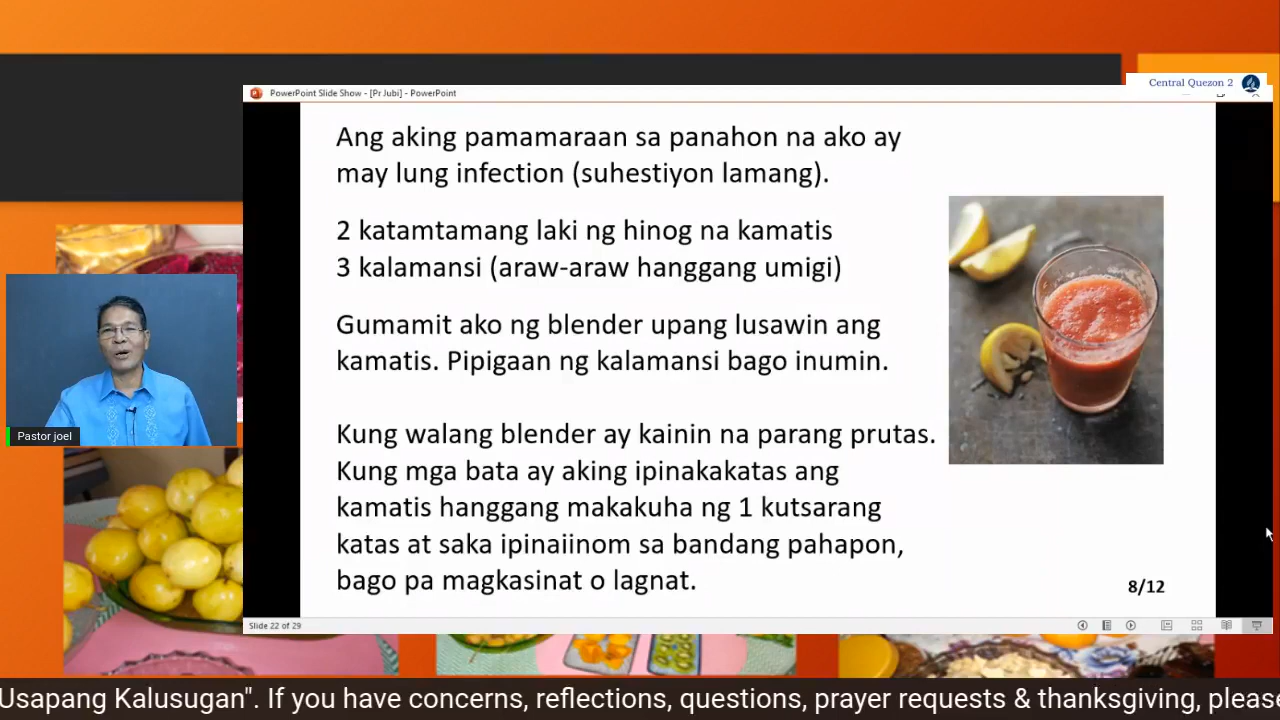 Central Quezon 2
PowerPoint Slide Show - [Pr Jubi] - PowerPoint
Ang aking pamamaraan sa panahon na ako ay
may lung infection (suhestiyon lamang).
2 katamtamang laki ng hinog na kamatis
3 kalamansi (araw-araw hanggang umigi)
Gumamit ako ng blender upang lusawin ang
kamatis. Pipigaan ng kalamansi bago inumin.
Kung walang blender ay kainin na parang prutas.
Kung mga bata ay aking ipinakakatas ang
kamatis hanggang makakuha ng 1 kutsarang
katas at saka ipinaiinom sa bandang pahapon,
bago pa magkasinat o lagnat.
8/12
Pastor joel
Slide 22 of 29
Usapang Kalusugan". If you have concerns, reflections, questions, prayer requests & thanksgiving, please